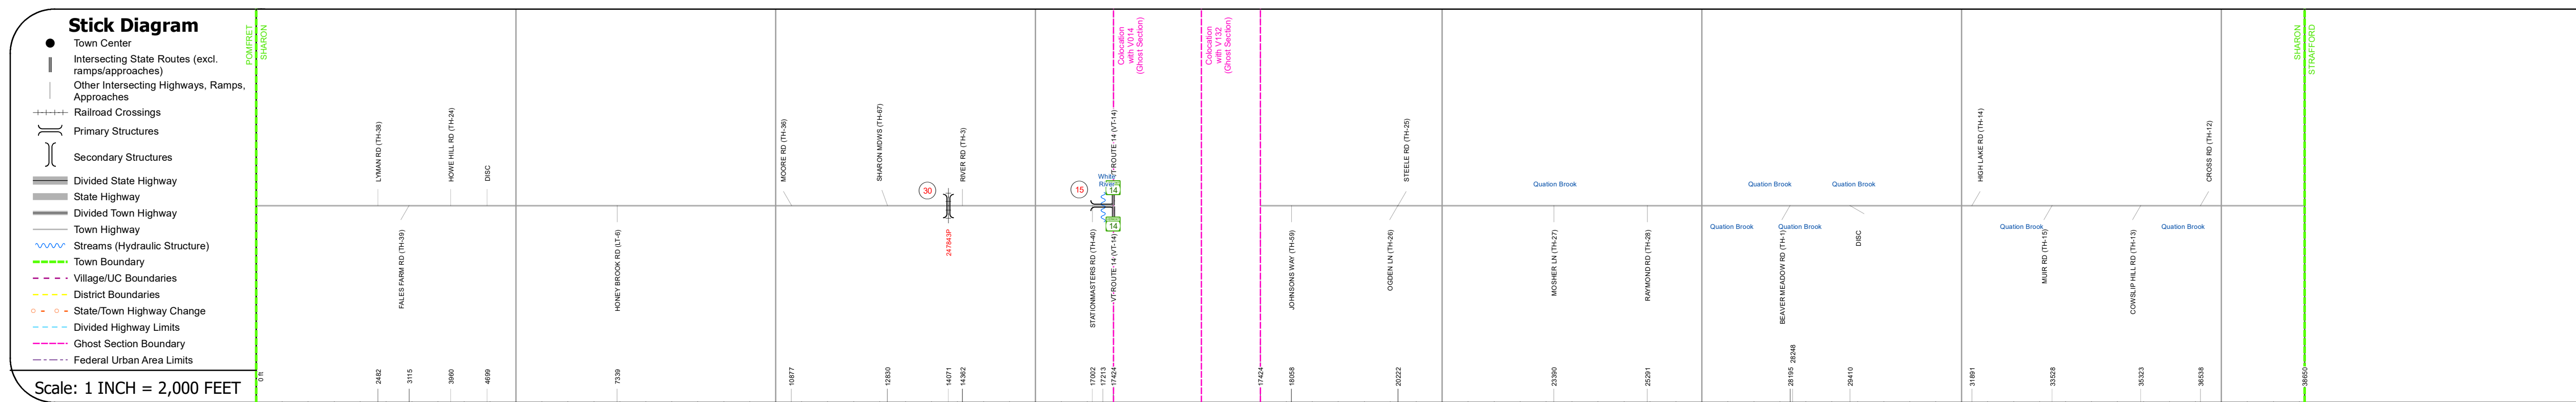 Stick Diagram
Town Center
Intersecting State Routes (excl.
ramps/approaches)
Other Intersecting Highways, Ramps,
Approaches
Railroad Crossings
Primary Structures
Secondary Structures
Divided State Highway
State Highway
Divided Town Highway
Town Highway
Streams (Hydraulic Structure)
Town Boundary
Village/UC Boundaries
District Boundaries
State/Town Highway Change
Divided Highway Limits
Ghost Section Boundary
Federal Urban Area Limits
Scale: 1 INCH = 2,000 FEET
POMFRET
SHARON
Colocation
with V014
(Ghost Section)
Colocation
with V132
(Ghost Section)
SHARON
STRAFFORD
LYMAN RD (TH-38)
HOWE HILL RD (TH-24)
DISC
MOORE RD (TH-36)
SHARON MDWS (TH-67)
RIVER RD (TH-3)
VT-ROUTE-14 (VT-14)
STEELE RD (TH-25)
HIGH LAKE RD (TH-14)
CROSS RD (TH-12)
30
15
White
River
14
14
Quation Brook
Quation Brook
Quation Brook
Quation Brook
Quation Brook
Quation Brook
Quation Brook
FALES FARM RD (TH-39)
HONEY BROOK RD (LT-6)
247843P
STATIONMASTERS RD (TH-40)
VT-ROUTE-14 (VT-14)
JOHNSONS WAY (TH-59)
OGDEN LN (TH-26)
MOSHER LN (TH-27)
RAYMOND RD (TH-28)
BEAVER MEADOW RD (TH-1)
DISC
MUIR RD (TH-15)
COWSLIP HILL RD (TH-13)
0 ft
2482
3115
3960
4699
7339
10877
12830
14071
14362
17002
17213
17424
17424
18058
20222
23390
25291
28195
28248
29410
31891
33528
35323
36538
38650